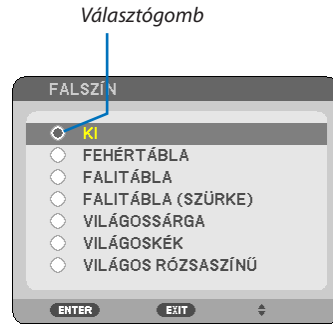 Választógomb
FALSZÍN
KI
FEHÉRTÁBLA
FALITÁBLA
FALITÁBLA (SZÜRKE)
VILÁGOSSÁRGA
VILÁGOSKÉK
VILÁGOS RÓZSASZÍNŰ
ENTER EXIT